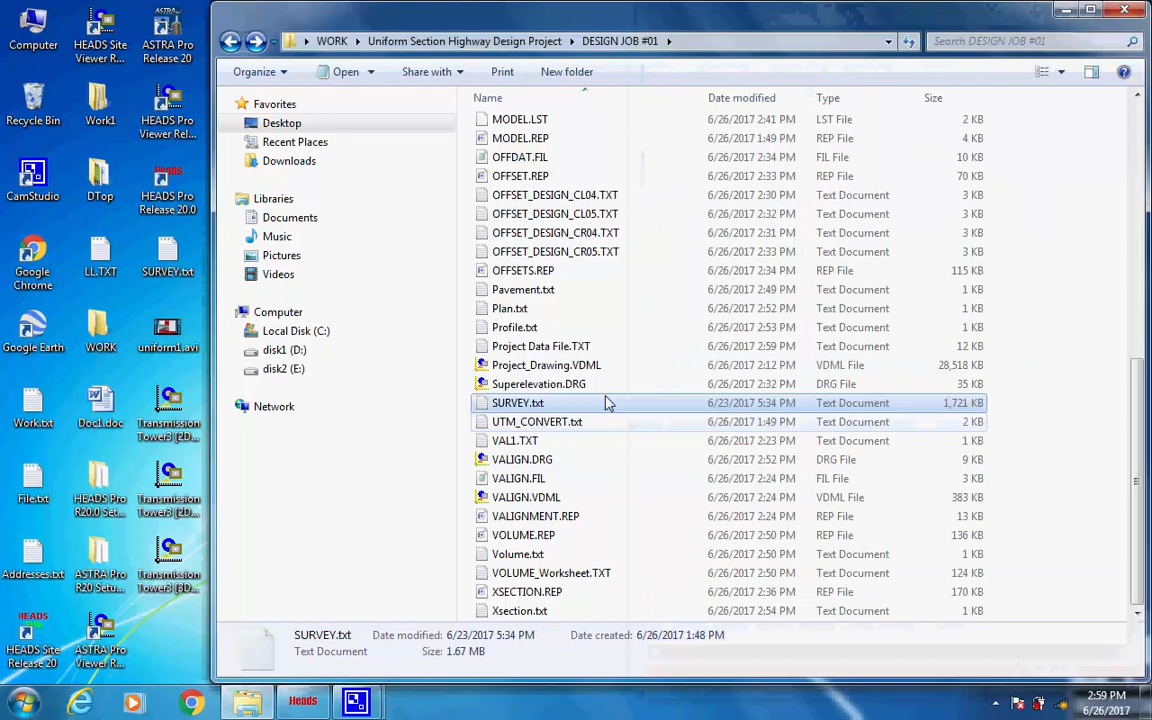 Computer
HEADS Site
Viewer R...
ASTRA Pro
Release 20
Recycle Bin
Work1
HEADS Pro
Viewer Rel...
CamStudio
DTop
Heads
HEADS Pro
Release 20.0
Google
Chrome
LL.TXT
SURVEY.txt
Google Earth
WORK
uniform1.avi
Work.txt
Doc1.doc
Transmission
Tower3 [2D...
File.txt
HEADS Pro
R20.0 Set...
Transmission
Tower3 [2D...
Addresses.txt
ASTRA Pro
R20 Setu...
Transmission
Tower3 [3D...
HEADS
HEADS Site
Release 20
ASTRA Pro
Viewer R...
WORK
Uniform Section Highway Design Project
DESIGN JOB #01
Search DESIGN JOB #01
Organize
Open
Share with
Print
New folder
Favorites
Desktop
Recent Places
Downloads
Libraries
Documents
Music
Pictures
Videos
Computer
Local Disk (C:)
disk1 (D:)
disk2 (E:)
Network
Name Date modified Type Size
MODEL.LST 6/26/2017 2:41 PM LST File 2 KB
MODEL.REP 6/26/2017 1:49 PM REP File 4 KB
OFFDAT.FIL 6/26/2017 2:34 PM FIL File 10 KB
OFFSET.REP 6/26/2017 2:33 PM REP File 70 KB
OFFSET_DESIGN_CL04.TXT 6/26/2017 2:30 PM Text Document 3 KB
OFFSET_DESIGN_CL05.TXT 6/26/2017 2:32 PM Text Document 3 KB
OFFSET_DESIGN_CR04.TXT 6/26/2017 2:33 PM Text Document 3 KB
OFFSET_DESIGN_CR05.TXT 6/26/2017 2:33 PM Text Document 3 KB
OFFSETS.REP 6/26/2017 2:34 PM REP File 115 KB
Pavement.txt 6/26/2017 2:49 PM Text Document 1 KB
Plan.txt 6/26/2017 2:52 PM Text Document 1 KB
Profile.txt 6/26/2017 2:53 PM Text Document 1 KB
Project Data File.TXT 6/26/2017 2:59 PM Text Document 12 KB
Project_Drawing.VDML 6/26/2017 2:12 PM VDML File 28,518 KB
Superelevation.DRG 6/26/2017 2:32 PM DRG File 35 KB
SURVEY.txt 6/23/2017 5:34 PM Text Document 1,721 KB
UTM_CONVERT.txt 6/26/2017 1:49 PM Text Document 2 KB
VAL1.TXT 6/26/2017 2:23 PM Text Document 1 KB
VALIGN.DRG 6/26/2017 2:52 PM DRG File 9 KB
VALIGN.FIL 6/26/2017 2:24 PM FIL File 3 KB
VALIGN.VDML 6/26/2017 2:24 PM VDML File 383 KB
VALIGNMENT.REP 6/26/2017 2:24 PM REP File 13 KB
VOLUME.REP 6/26/2017 2:50 PM REP File 136 KB
Volume.txt 6/26/2017 2:50 PM Text Document 1 KB
VOLUME_Worksheet.TXT 6/26/2017 2:50 PM Text Document 124 KB
XSECTION.REP 6/26/2017 2:36 PM REP File 170 KB
Xsection.txt 6/26/2017 2:54 PM Text Document 1 KB
SURVEY.txt Date modified: 6/23/2017 5:34 PM Date created: 6/26/2017 1:48 PM
Text Document Size: 1.67 MB
Heads
2:59 PM
6/26/2017